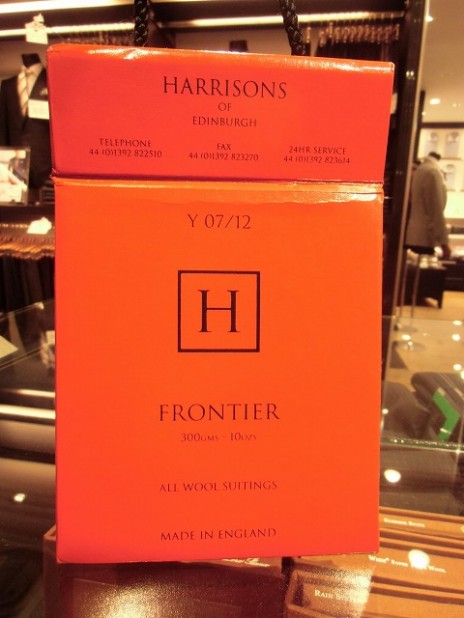 HARRISONS
OF
EDINBURGH
TELEPHONE
44 (0)1392 822510
FAX
44 (0)1392 823270
24HR SERVICE
44 (0)1392 823614
Y 07/12
H
FRONTIER
300GMS - 10OZS
ALL WOOL SUITINGS
MADE IN ENGLAND